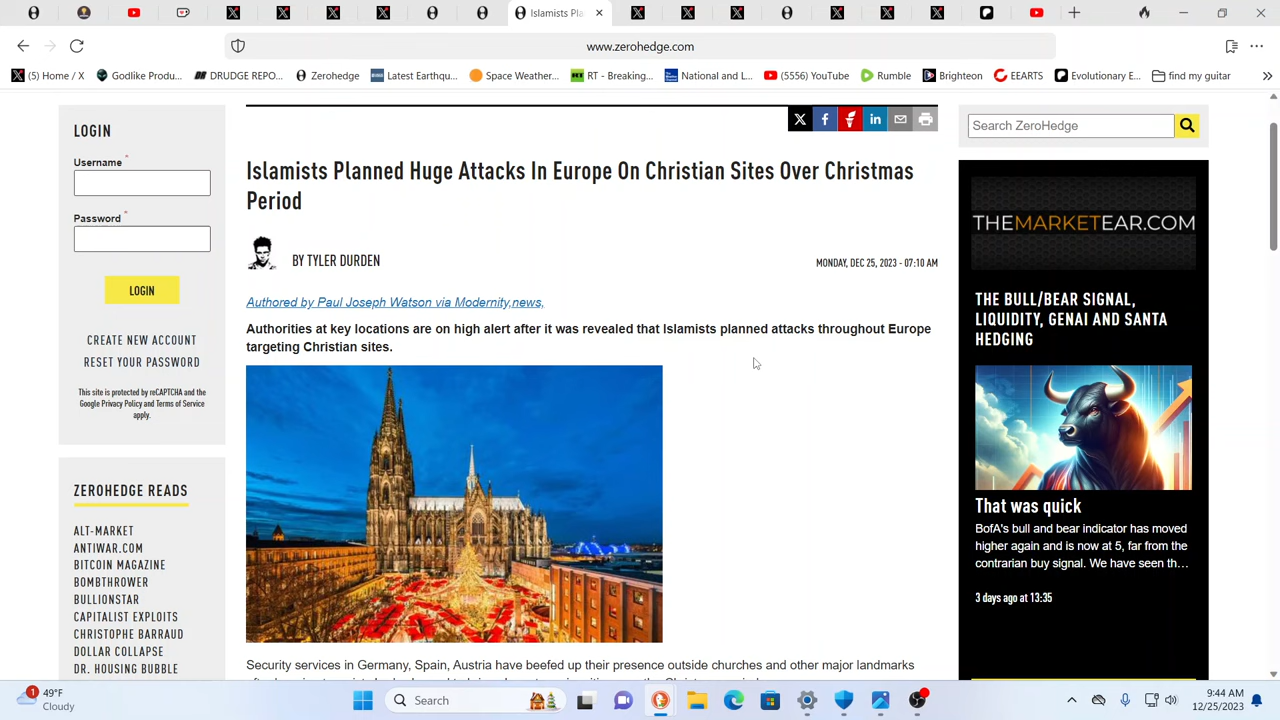 Islamists Pla
www.zerohedge.com
(5) Home / X
Godlike Produ...
DRUDGE REPO...
Zerohedge
Latest Earthqu...
Space Weather...
RT - Breaking...
National and L...
(5556) YouTube
Rumble
Brighteon
EEARTS
Evolutionary E...
find my guitar
LOGIN
Username *
Password *
LOGIN
CREATE NEW ACCOUNT
RESET YOUR PASSWORD
This site is protected by reCAPTCHA and the
Google Privacy Policy and Terms of Service
apply.
ZEROHEDGE READS
ALT-MARKET
ANTIWAR.COM
BITCOIN MAGAZINE
BOMBTHROWER
BULLIONSTAR
CAPITALIST EXPLOITS
CHRISTOPHE BARRAUD
DOLLAR COLLAPSE
DR. HOUSING BUBBLE
Islamists Planned Huge Attacks In Europe On Christian Sites Over Christmas
Period
BY TYLER DURDEN
MONDAY, DEC 25, 2023 - 07:10 AM
Authored by Paul Joseph Watson via Modernity,news,
Authorities at key locations are on high alert after it was revealed that Islamists planned attacks throughout Europe
targeting Christian sites.
Security services in Germany, Spain, Austria have beefed up their presence outside churches and other major landmarks
Search ZeroHedge
THEMARKETEAR.COM
THE BULL/BEAR SIGNAL,
LIQUIDITY, GENAI AND SANTA
HEDGING
That was quick
BofA's bull and bear indicator has moved
higher again and is now at 5, far from the
contrarian buy signal. We have seen th...
3 days ago at 13:35
1
49°F
Cloudy
Search
9:44 AM
12/25/2023